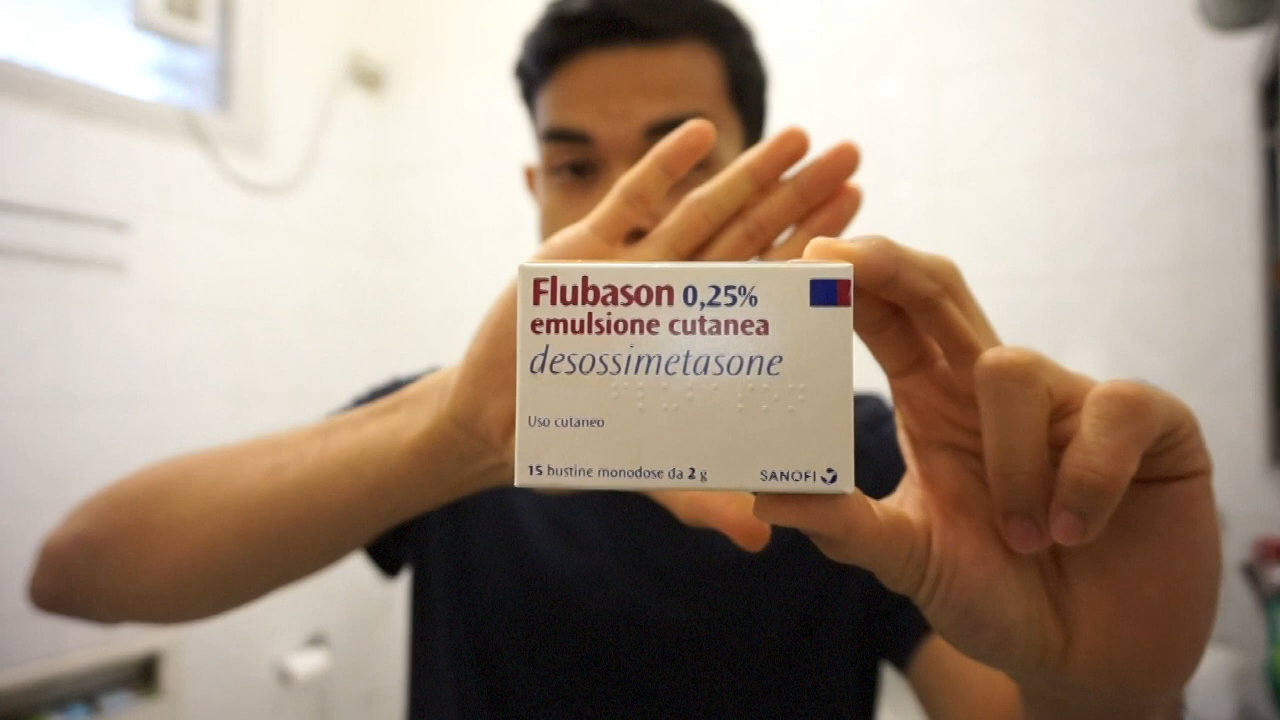 Flubason 0,25%
emulsione cutanea
desossimetasone
Uso cutaneo
15 bustine monodose da 2 g
SANOFI